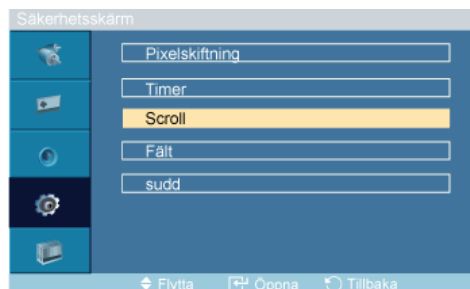 Säkerhetsskärm
Pixelskiftning
Timer
Scroll
Fält
sudd
Flytta Öppna Tillbaka